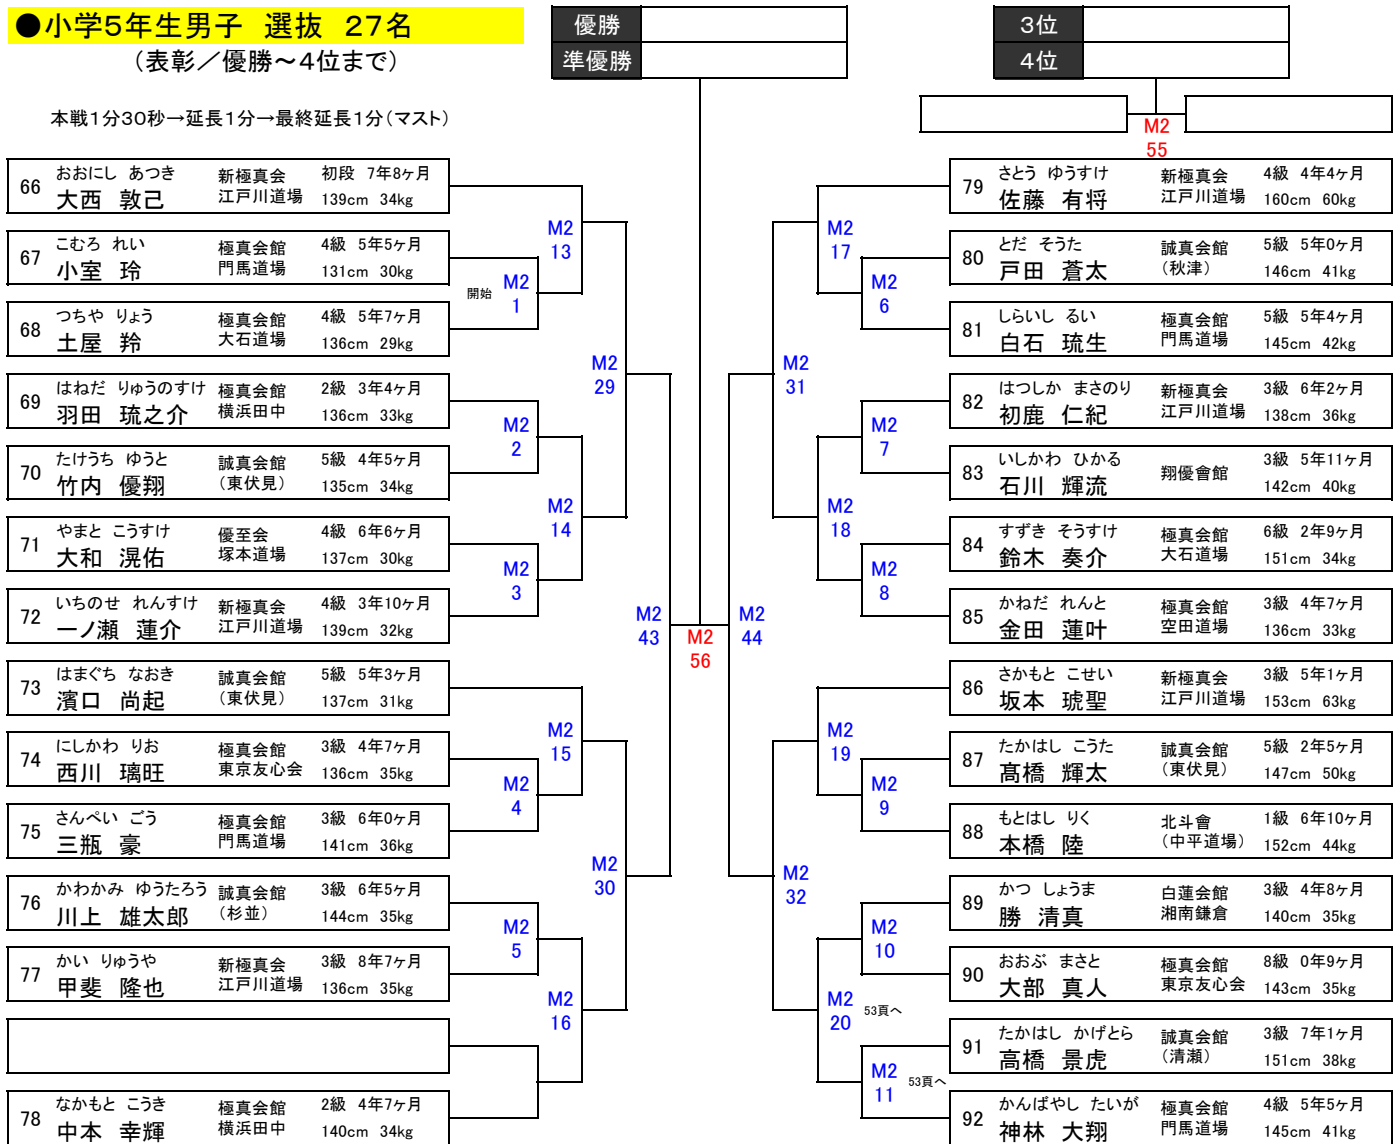 ●小学5年生男子 選抜 27名
(表彰/優勝～4位まで)
本戦1分30秒→延長1分→最終延長1分(マスト)
優勝
準優勝
3位
4位
M2
55
66 おおにし あつき 新極真会 初段 7年8ヶ月
大西 敦己 江戸川道場 139cm 34kg
67 こむろ れい 極真会館 4級 5年5ヶ月
小室 玲 門馬道場 131cm 30kg
68 つちや りょう 極真会館 4級 5年7ヶ月
土屋 羚 大石道場 136cm 29kg
69 はねだ りゅうのすけ 極真会館 2級 3年4ヶ月
羽田 琉之介 横浜田中 136cm 33kg
70 たけうち ゆうと 誠真会館 5級 4年5ヶ月
竹内 優翔 (東伏見) 135cm 34kg
71 やまと こうすけ 優至会 4級 6年6ヶ月
大和 滉佑 塚本道場 137cm 30kg
72 いちのせ れんすけ 新極真会 4級 3年10ヶ月
一ノ瀬 蓮介 江戸川道場 139cm 32kg
73 はまぐち なおき 誠真会館 5級 5年3ヶ月
濱口 尚起 (東伏見) 137cm 31kg
74 にしかわ りお 極真会館 3級 4年7ヶ月
西川 璃旺 東京友心会 136cm 35kg
75 さんぺい ごう 極真会館 3級 6年0ヶ月
三瓶 豪 門馬道場 141cm 36kg
76 かわかみ ゆうたろう 誠真会館 3級 6年5ヶ月
川上 雄太郎 (杉並) 144cm 35kg
77 かい りゅうや 新極真会 3級 8年7ヶ月
甲斐 隆也 江戸川道場 136cm 35kg
78 なかもと こうき 極真会館 2級 4年7ヶ月
中本 幸輝 横浜田中 140cm 34kg
開始
M2
1
M2
2
M2
3
M2
4
M2
5
M2
13
M2
14
M2
15
M2
16
M2
29
M2
30
M2
43
M2
56
M2
44
M2
31
M2
32
M2
17
M2
18
M2
19
M2
20
53頁へ
M2
6
M2
7
M2
8
M2
9
M2
10
M2
11
53頁へ
79 さとう ゆうすけ 新極真会 4級 4年4ヶ月
佐藤 有将 江戸川道場 160cm 60kg
80 とだ そうた 誠真会館 5級 5年0ヶ月
戸田 蒼太 (秋津) 146cm 41kg
81 しらいし るい 極真会館 5級 5年4ヶ月
白石 琉生 門馬道場 145cm 42kg
82 はつしか まさのり 新極真会 3級 6年2ヶ月
初鹿 仁紀 江戸川道場 138cm 36kg
83 いしかわ ひかる 翔優會館 3級 5年11ヶ月
石川 輝流 142cm 40kg
84 すずき そうすけ 極真会館 6級 2年9ヶ月
鈴木 奏介 大石道場 151cm 34kg
85 かねだ れんと 極真会館 3級 4年7ヶ月
金田 蓮叶 空田道場 136cm 33kg
86 さかもと こせい 新極真会 3級 5年1ヶ月
坂本 琥聖 江戸川道場 153cm 63kg
87 たかはし こうた 誠真会館 5級 2年5ヶ月
髙橋 輝太 (東伏見) 147cm 50kg
88 もとはし りく 北斗會 1級 6年10ヶ月
本橋 陸 (中平道場) 152cm 44kg
89 かつ しょうま 白蓮会館 3級 4年8ヶ月
勝 清真 湘南鎌倉 140cm 35kg
90 おおぶ まさと 極真会館 8級 0年9ヶ月
大部 真人 東京友心会 143cm 35kg
91 たかはし かげとら 誠真会館 3級 7年1ヶ月
高橋 景虎 (清瀬) 151cm 38kg
92 かんばやし たいが 極真会館 4級 5年5ヶ月
神林 大翔 門馬道場 145cm 41kg